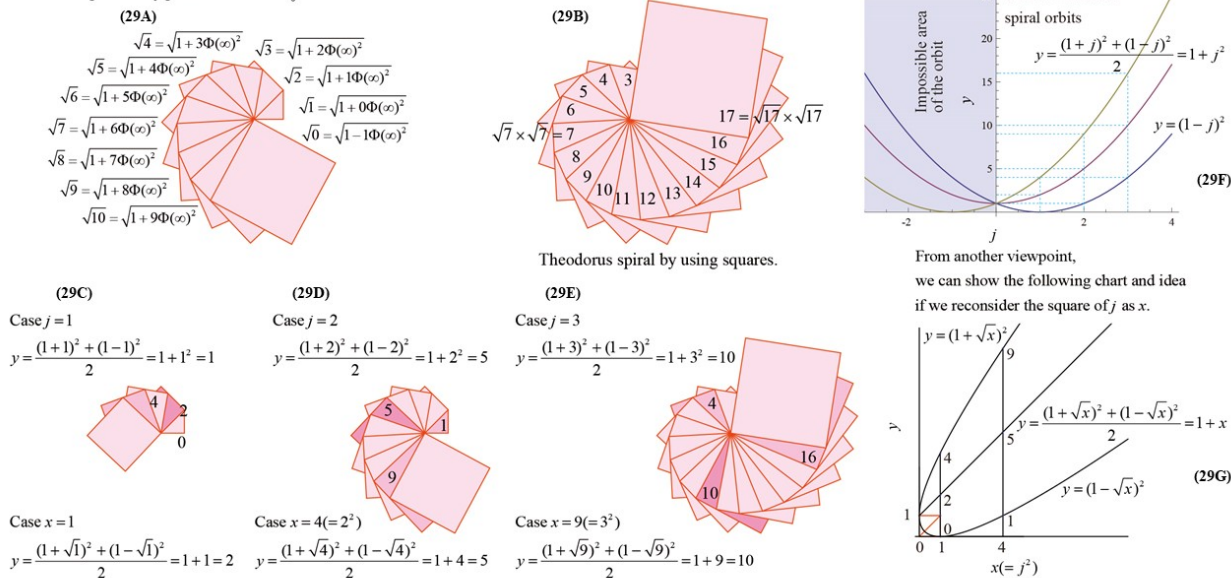 (29A)
√4 = √(1+3Φ(∞)²)
√3 = √(1+2Φ(∞)²)
√5 = √(1+4Φ(∞)²)
√2 = √(1+1Φ(∞)²)
√6 = √(1+5Φ(∞)²)
√1 = √(1+0Φ(∞)²)
√7 = √(1+6Φ(∞)²)
√0 = √(1−1Φ(∞)²)
√8 = √(1+7Φ(∞)²)
√9 = √(1+8Φ(∞)²)
√10 = √(1+9Φ(∞)²)
(29B)
3
4
5
6
√7 × √7 = 7
8
9
10
11
12
13
14
15
16
17 = √17 × √17
Theodorus spiral by using squares.
Impossible area
of the orbit
spiral orbits
y = ((1+j)² + (1−j)²)/2 = 1+j²
y = (1−j)²
y
20
15
10
5
-2
2
4
j
(29F)
From another viewpoint,
we can show the following chart and idea
if we reconsider the square of j as x.
(29C)
Case j = 1
y = ((1+1)² + (1−1)²)/2 = 1+1² = 1
4
2
0
Case x = 1
y = ((1+√1)² + (1−√1)²)/2 = 1+1 = 2
(29D)
Case j = 2
y = ((1+2)² + (1−2)²)/2 = 1+2² = 5
5
1
9
Case x = 4(= 2²)
y = ((1+√4)² + (1−√4)²)/2 = 1+4 = 5
(29E)
Case j = 3
y = ((1+3)² + (1−3)²)/2 = 1+3² = 10
4
16
10
Case x = 9(= 3²)
y = ((1+√9)² + (1−√9)²)/2 = 1+9 = 10
y = (1+√x)²
9
y
y = ((1+√x)² + (1−√x)²)/2 = 1+x
5
4
(29G)
2
y = (1−√x)²
1
0
1
0
1
4
x(= j²)